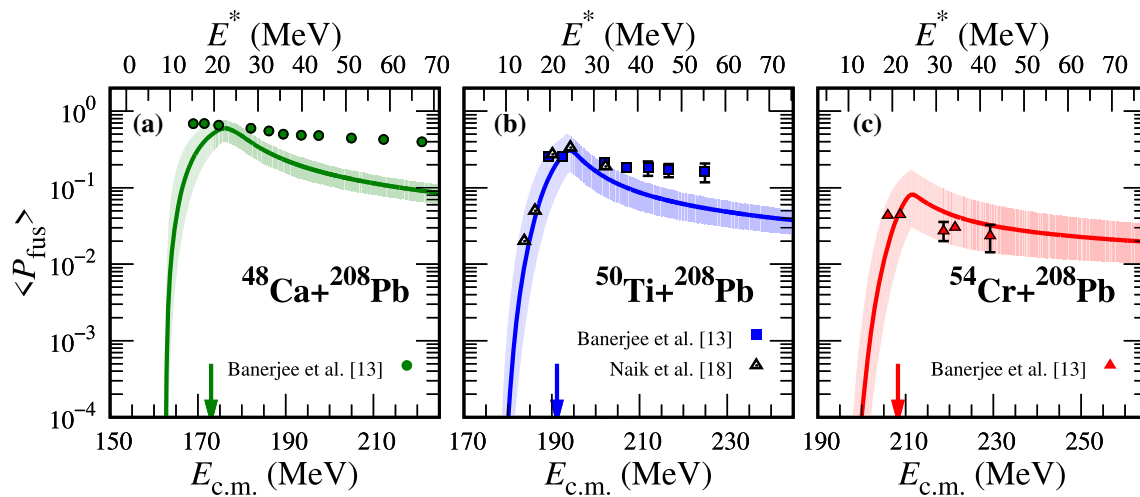 E* (MeV) E* (MeV) E* (MeV)
0 10 20 30 40 50 60 70 10 20 30 40 50 60 70 10 20 30 40 50 60 70
10⁰ (a) (b) (c)
10⁻¹
10⁻²
<P_fus>
⁴⁸Ca+²⁰⁸Pb ⁵⁰Ti+²⁰⁸Pb ⁵⁴Cr+²⁰⁸Pb
Banerjee et al. [13]
10⁻³
Banerjee et al. [13] Naik et al. [18] Banerjee et al. [13]
10⁻⁴
150 170 190 210 170 190 210 230 190 210 230 250
E_c.m. (MeV) E_c.m. (MeV) E_c.m. (MeV)